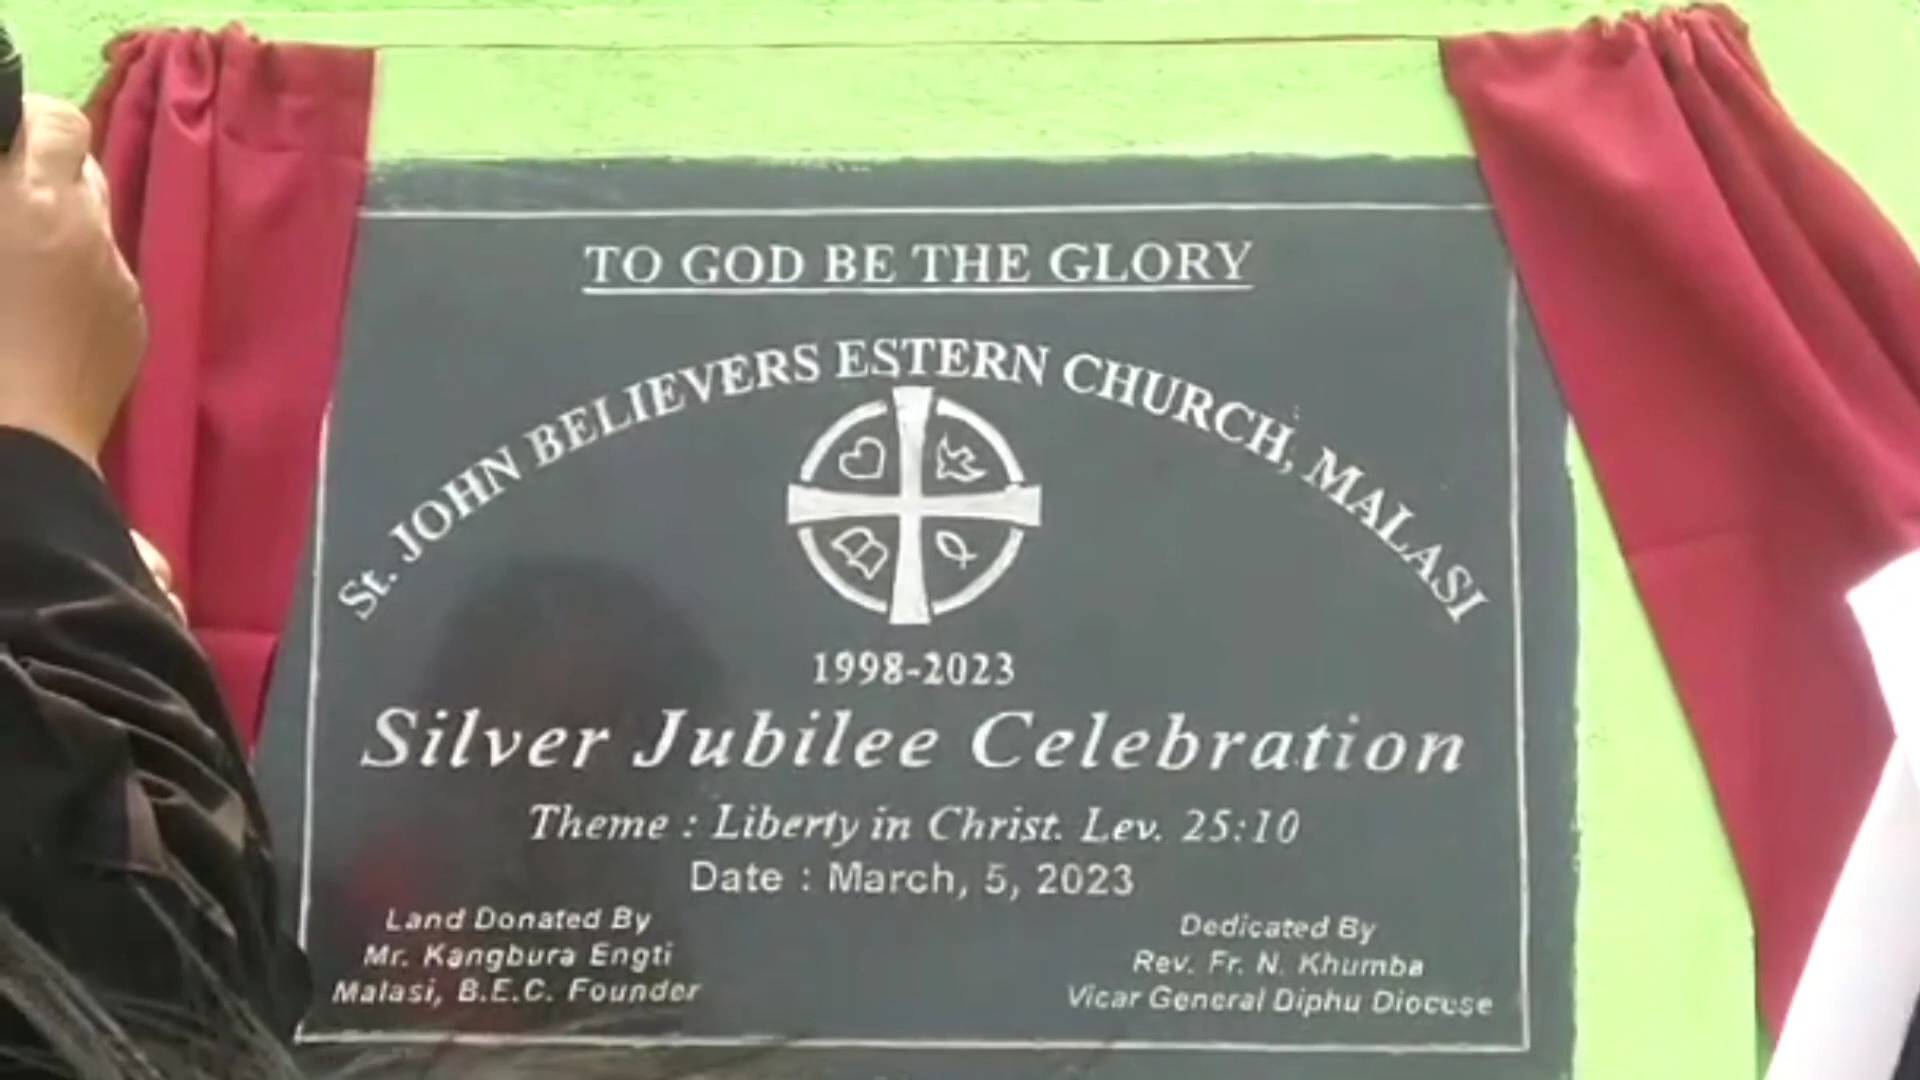 TO GOD BE THE GLORY
St. JOHN BELIEVERS ESTERN CHURCH, MALASI
1998-2023
Silver Jubilee Celebration
Theme : Liberty in Christ. Lev. 25:10
Date : March, 5, 2023
Land Donated By
Mr. Kangbura Engti
Malasi, B.E.C. Founder
Dedicated By
Rev. Fr. N. Khumba
Vicar General Diphu Diocese